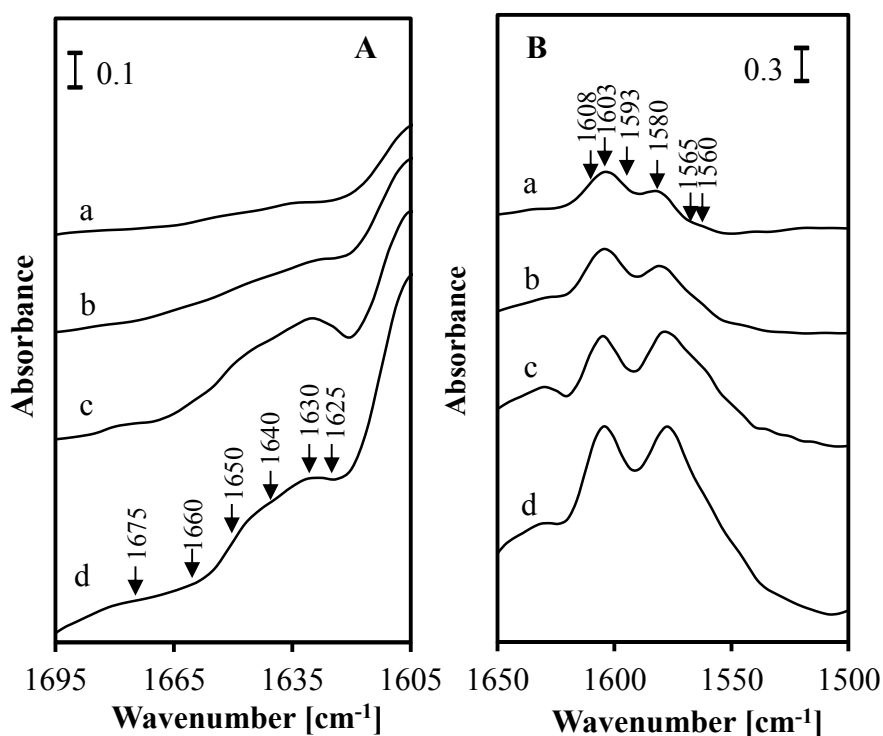 A
0.1
a
b
c
d
1675
1660
1650
1640
1630
1625
1695
1665
1635
1605
Wavenumber [cm⁻¹]
Absorbance
B
0.3
1608
1603
1593
1580
1565
1560
a
b
c
d
1650
1600
1550
1500
Wavenumber [cm⁻¹]
Absorbance